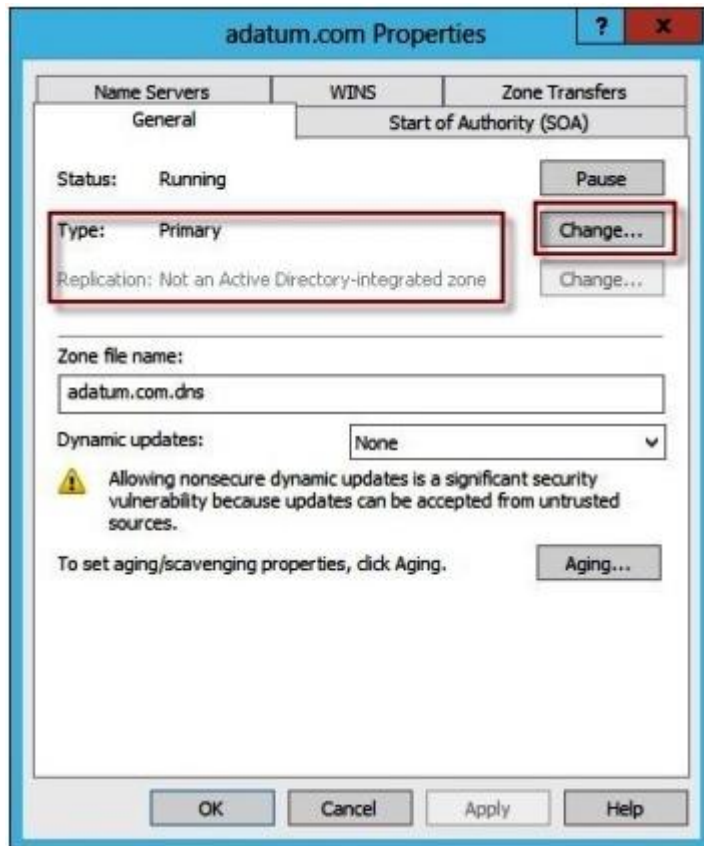 adatum.com Properties
?
x
Name Servers
WINS
Zone Transfers
General
Start of Authority (SOA)
Status: Running
Pause
Type: Primary
Change...
Replication: Not an Active Directory-integrated zone
Change...
Zone file name:
adatum.com.dns
Dynamic updates:
None
Allowing nonsecure dynamic updates is a significant security
vulnerability because updates can be accepted from untrusted
sources.
To set aging/scavenging properties, click Aging.
Aging...
OK
Cancel
Apply
Help